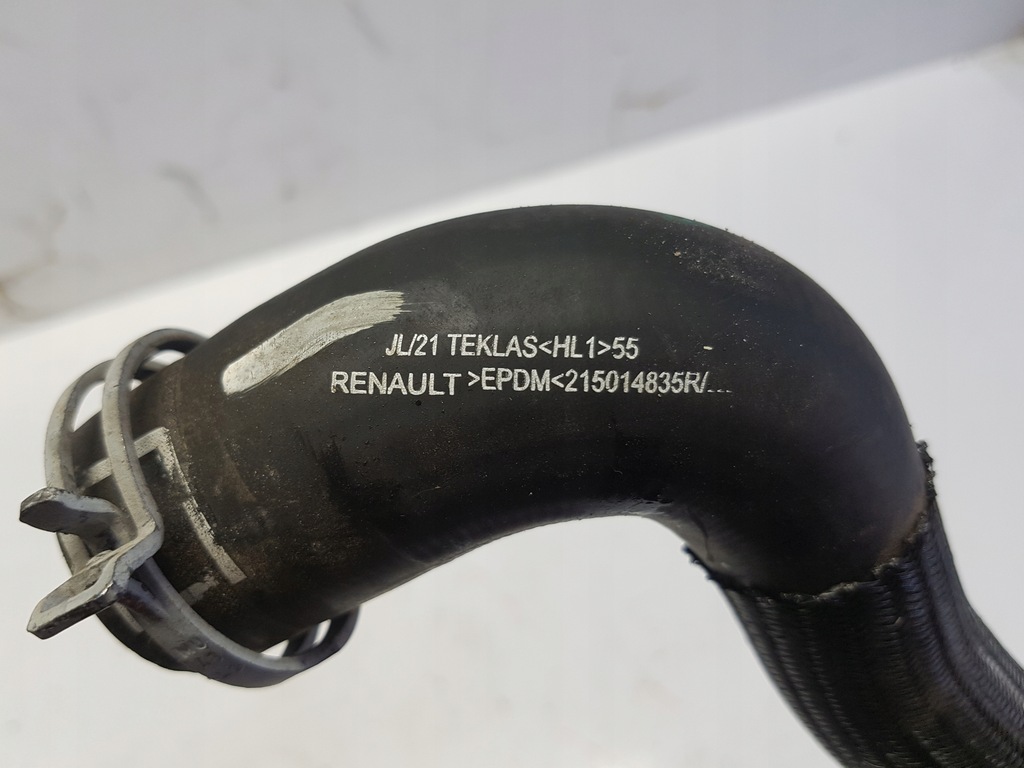 JL/21 TEKLAS<HL1>55
RENAULT >EPDM<215014835R/_ _ _